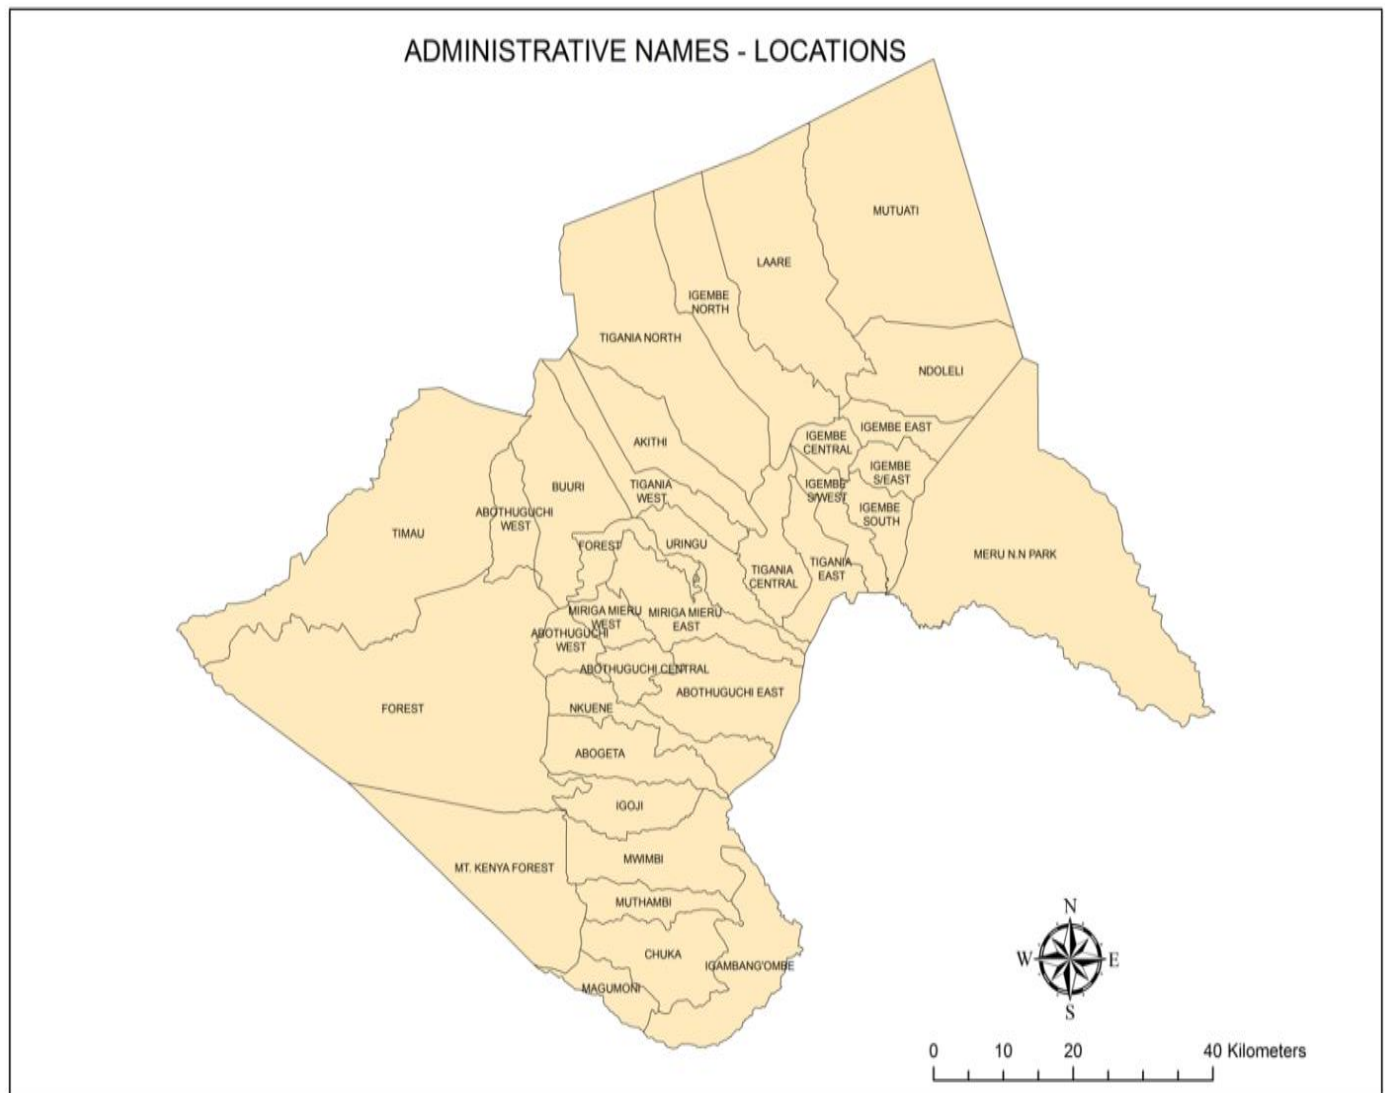 ADMINISTRATIVE NAMES - LOCATIONS
MUTUATI
LAARE
IGEMBE
NORTH
TIGANIA NORTH
NDOLELI
IGEMBE EAST
IGEMBE
CENTRAL
AKITHI
IGEMBE
S/EAST
TIGANIA
WEST
IGEMBE
S/WEST
BUURI
IGEMBE
SOUTH
ABOTHUGUCHI
WEST
TIMAU
FOREST
URINGU
MERU N.N PARK
TIGANIA
CENTRAL
TIGANIA
EAST
MIRIGA MIERU
WEST
MIRIGA MIERU
EAST
ABOTHUGUCHI
WEST
ABOTHUGUCHI CENTRAL
ABOTHUGUCHI EAST
FOREST
NKUENE
ABOGETA
IGOJI
MWIMBI
MT. KENYA FOREST
MUTHAMBI
CHUKA
IGAMBANG'OMBE
MAGUMONI
N
W E
S
0 10 20 40 Kilometers